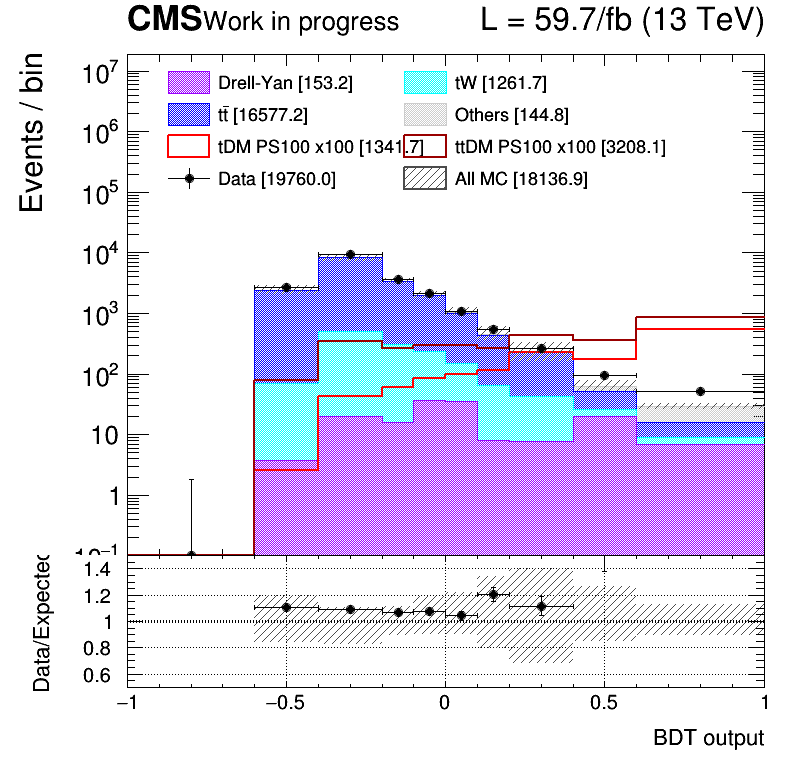 CMS Work in progress L = 59.7/fb (13 TeV)
Events / bin
10⁷
10⁶
10⁵
10⁴
10³
10²
10
1
10⁻¹
Drell-Yan [153.2] tW [1261.7]
tt̄ [16577.2] Others [144.8]
tDM PS100 x100 [1341.7] ttDM PS100 x100 [3208.1]
Data [19760.0] All MC [18136.9]
Data/Expected
1.4
1.2
1
0.8
0.6
−1 −0.5 0 0.5 1
BDT output